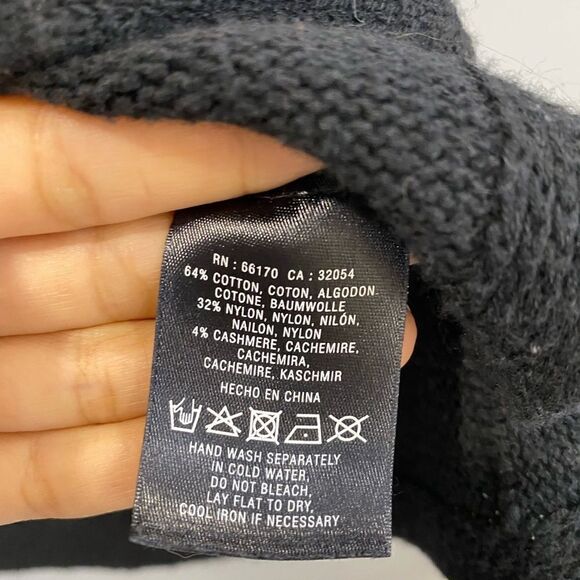 RN : 66170 CA : 32054
64% COTTON, COTON, ALGODON
COTONE, BAUMWOLLE
32% NYLON, NYLON, NILÓN,
NAILON, NYLON
4% CASHMERE, CACHEMIRE,
CACHEMIRA,
CACHEMIRE, KASCHMIR
HECHO EN CHINA
HAND WASH SEPARATELY
IN COLD WATER,
DO NOT BLEACH,
LAY FLAT TO DRY,
COOL IRON IF NECESSARY